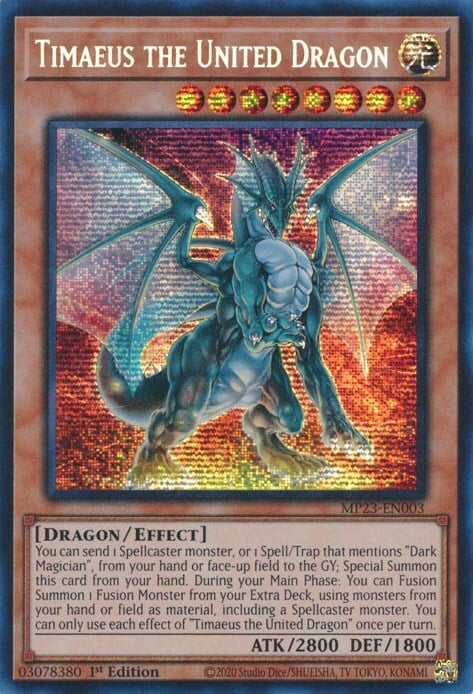 TIMAEUS THE UNITED DRAGON
光
MP23-EN003
[DRAGON/EFFECT]
You can send 1 Spellcaster monster, or 1 Spell/Trap that mentions "Dark
Magician", from your hand or face-up field to the GY; Special Summon
this card from your hand. During your Main Phase: You can Fusion
Summon 1 Fusion Monster from your Extra Deck, using monsters from
your hand or field as material, including a Spellcaster monster. You
can only use each effect of "Timaeus the United Dragon" once per turn.
ATK/2800 DEF/1800
03078380 1st Edition ©2020 Studio Dice/SHUEISHA, TV TOKYO, KONAMI